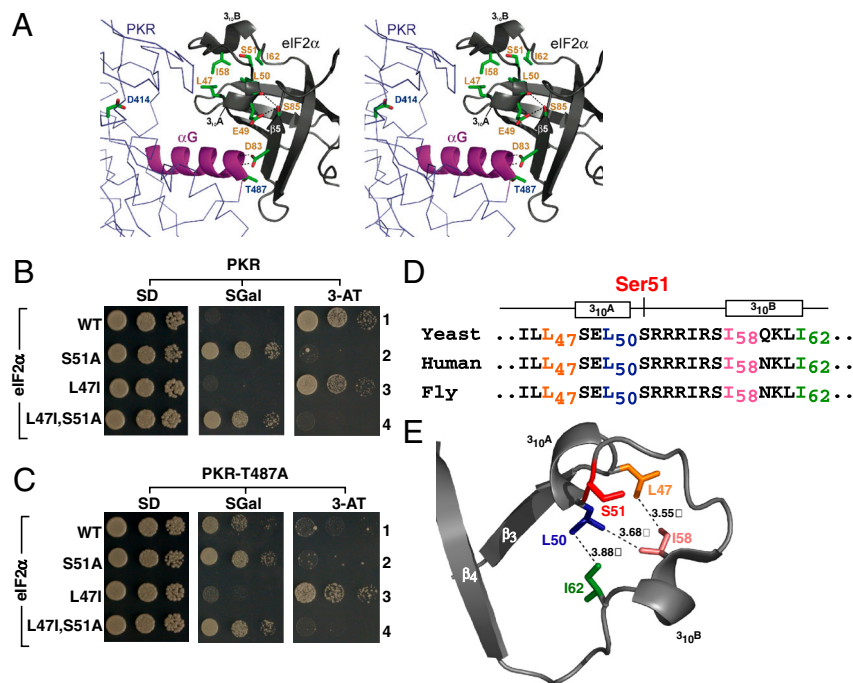 A
PKR
3₁₀B
eIF2α
S51
I62
I58
L50
L47
D414
S85
3₁₀A
E49
β5
αG
D83
T487
PKR
3₁₀B
eIF2α
S51
I62
I58
L50
L47
D414
S85
3₁₀A
E49
β5
αG
D83
T487
B
PKR
SD SGal 3-AT
eIF2α
WT 1
S51A 2
L47I 3
L47I,S51A 4
C
PKR-T487A
SD SGal 3-AT
eIF2α
WT 1
S51A 2
L47I 3
L47I,S51A 4
D
Ser51
3₁₀A 3₁₀B
Yeast ..ILL₄₇SEL₅₀SRRRIRSI₅₈QKLI₆₂..
Human ..ILL₄₇SEL₅₀SRRRIRSI₅₈NKLI₆₂..
Fly ..ILL₄₇SEL₅₀SRRRIRSI₅₈NKLI₆₂..
E
3₁₀A
L47
S51
3.55□
β3
L50
3.68□
I58
β4
3.88□
I62
3₁₀B